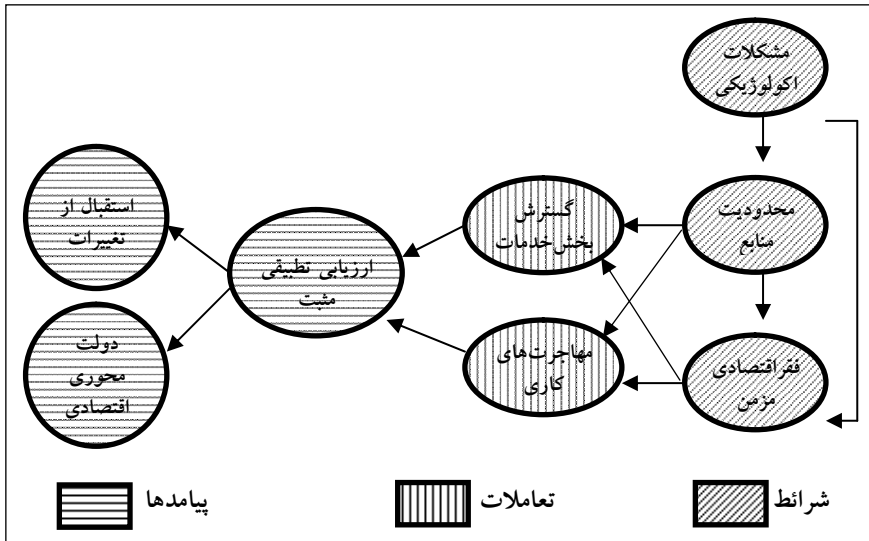 مشکلات
اکولوژیکی
محدودیت
منابع
فقراقتصادی
مزمن
گسترش
بخش‌خدمات
مهاجرت‌های
کاری
ارزیابی تطبیقی
مثبت
استقبال از
تغییرات
دولت
محوری
اقتصادی
شرائط
تعاملات
پیامدها